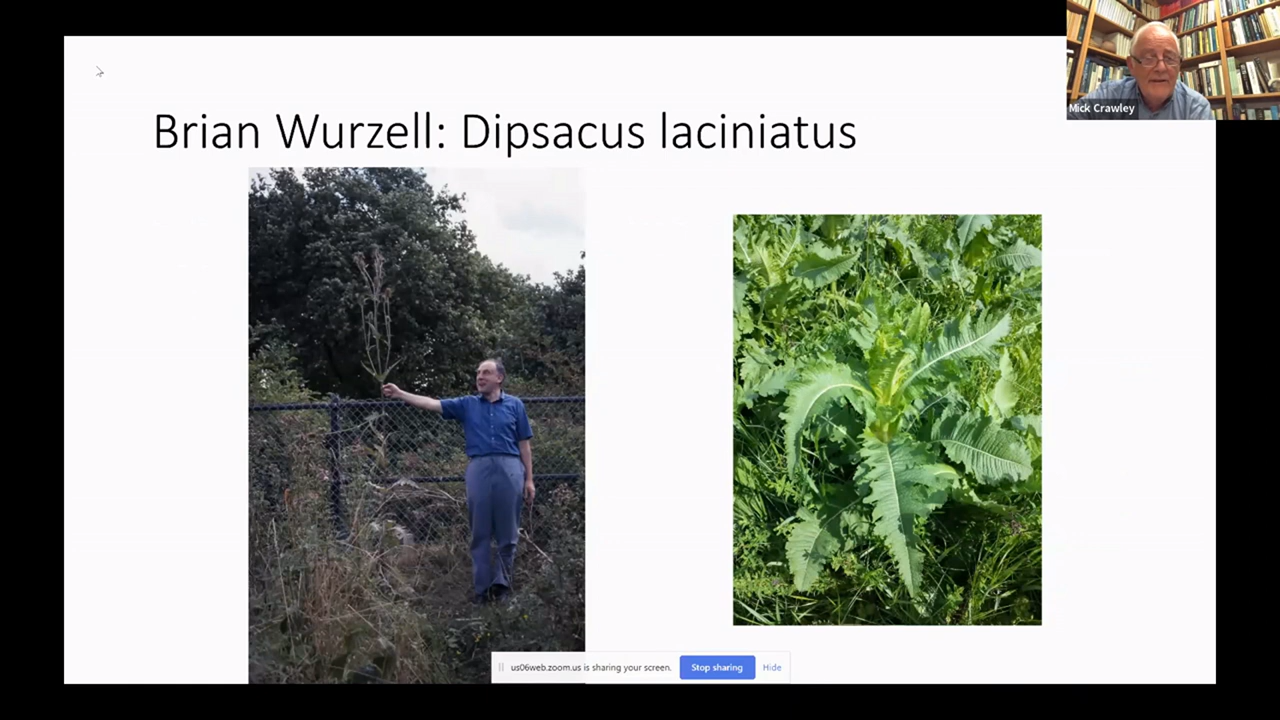 Mick Crawley
Brian Wurzell: Dipsacus laciniatus
us06web.zoom.us is sharing your screen. Stop sharing Hide